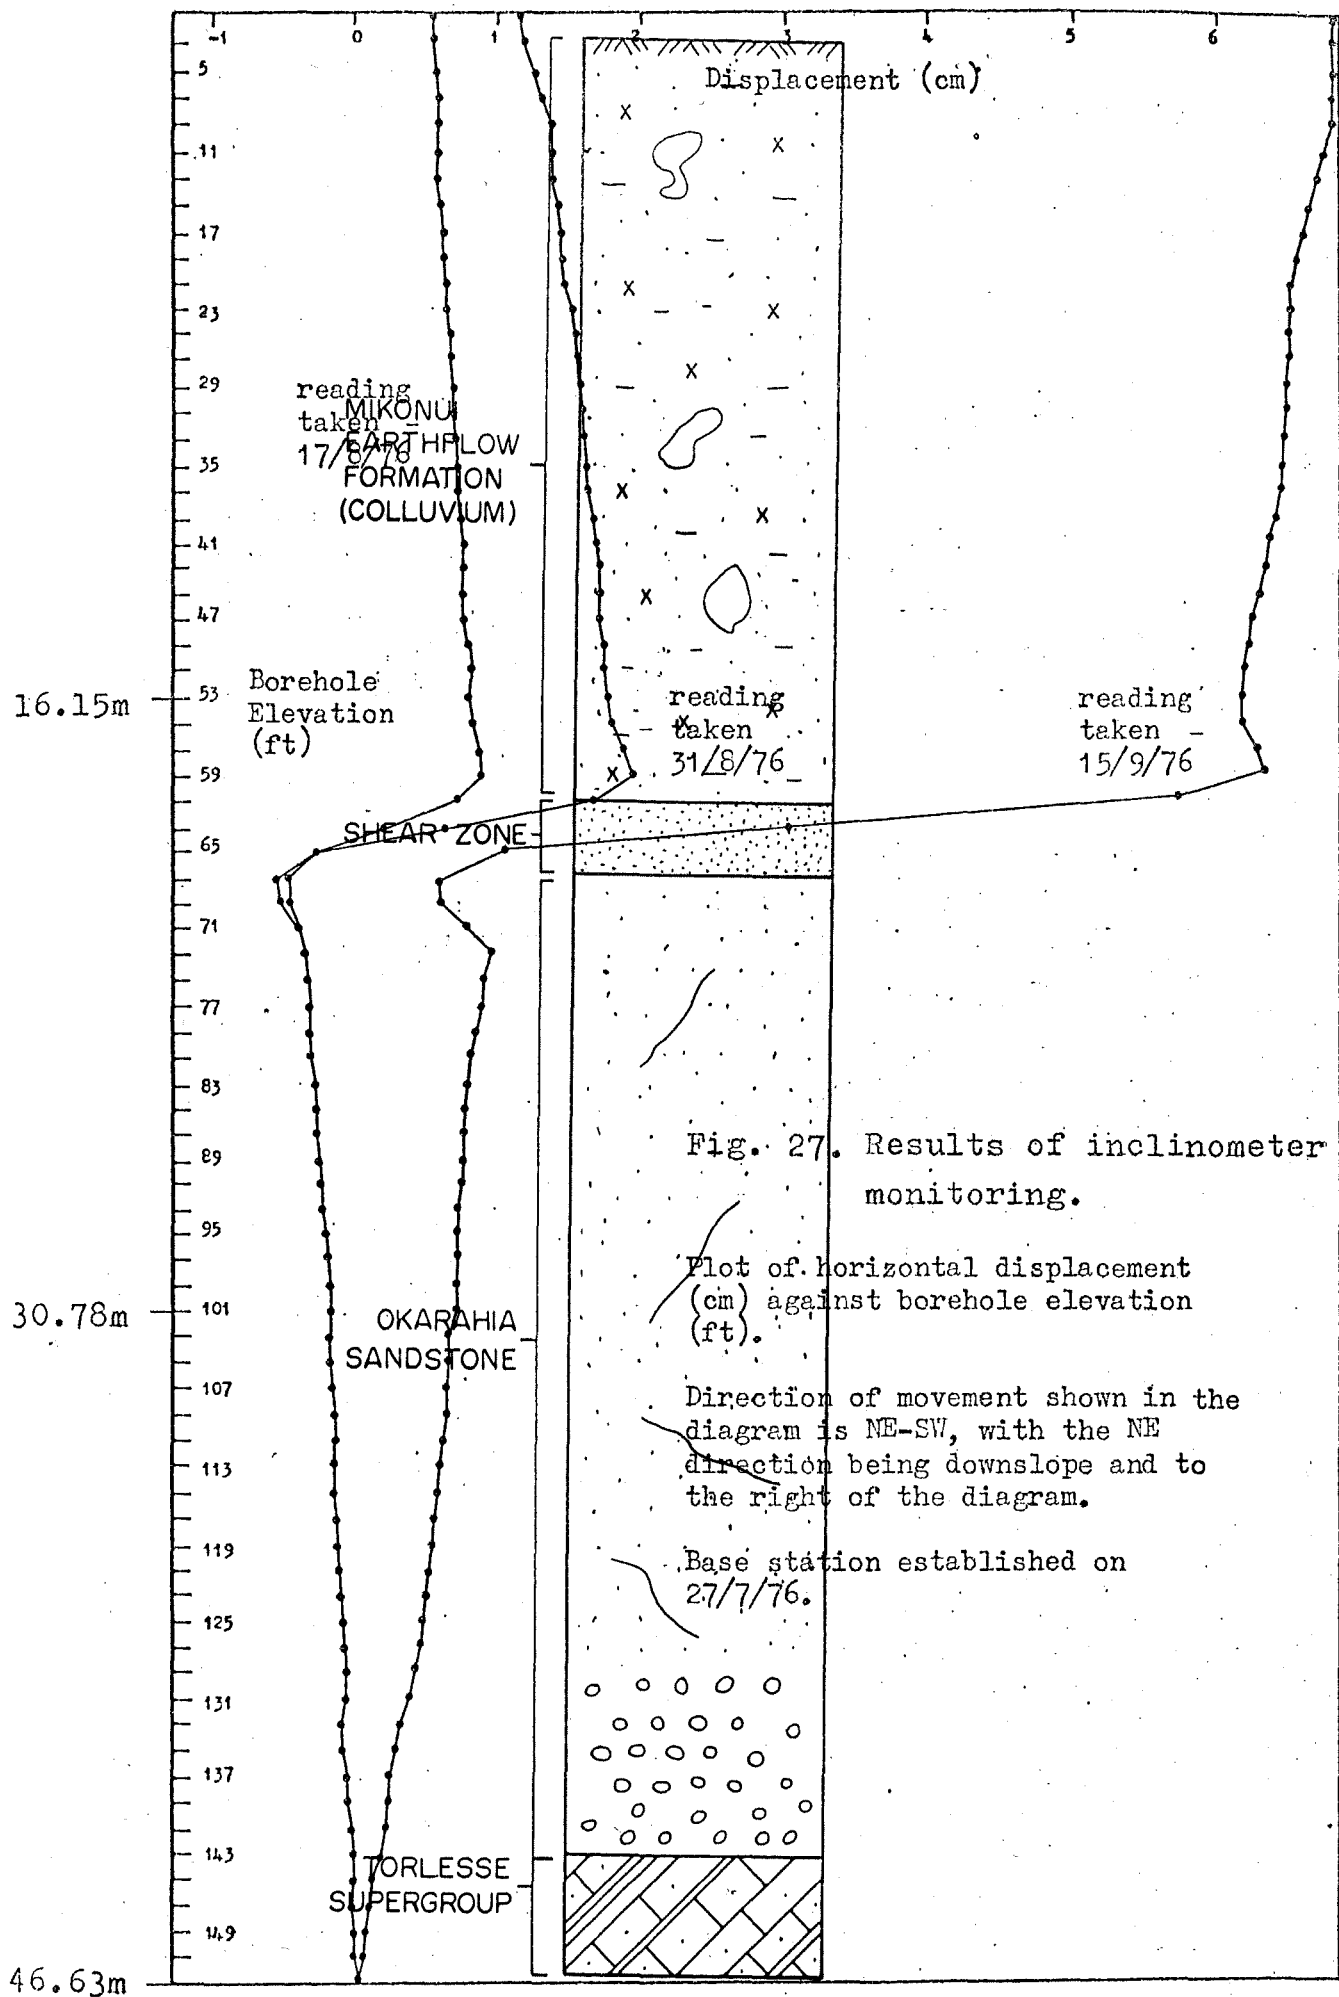 -1 0 1 2 3 4 5 6
Displacement (cm)
5
11
17
23
29
35
41
47
53
59
65
71
77
83
89
95
101
107
113
119
125
131
137
143
149
16.15m
30.78m
46.63m
reading
taken -
17/8/76
MIKONUI
EARTHFLOW
FORMATION
(COLLUVIUM)
Borehole
Elevation
(ft)
reading
taken
31/8/76
reading
taken -
15/9/76
SHEAR ZONE
OKARAHIA
SANDSTONE
TORLESSE
SUPERGROUP
Fig. 27. Results of inclinometer
monitoring.
Plot of horizontal displacement
(cm) against borehole elevation
(ft).
Direction of movement shown in the
diagram is NE-SW, with the NE
direction being downslope and to
the right of the diagram.
Base station established on
27/7/76.